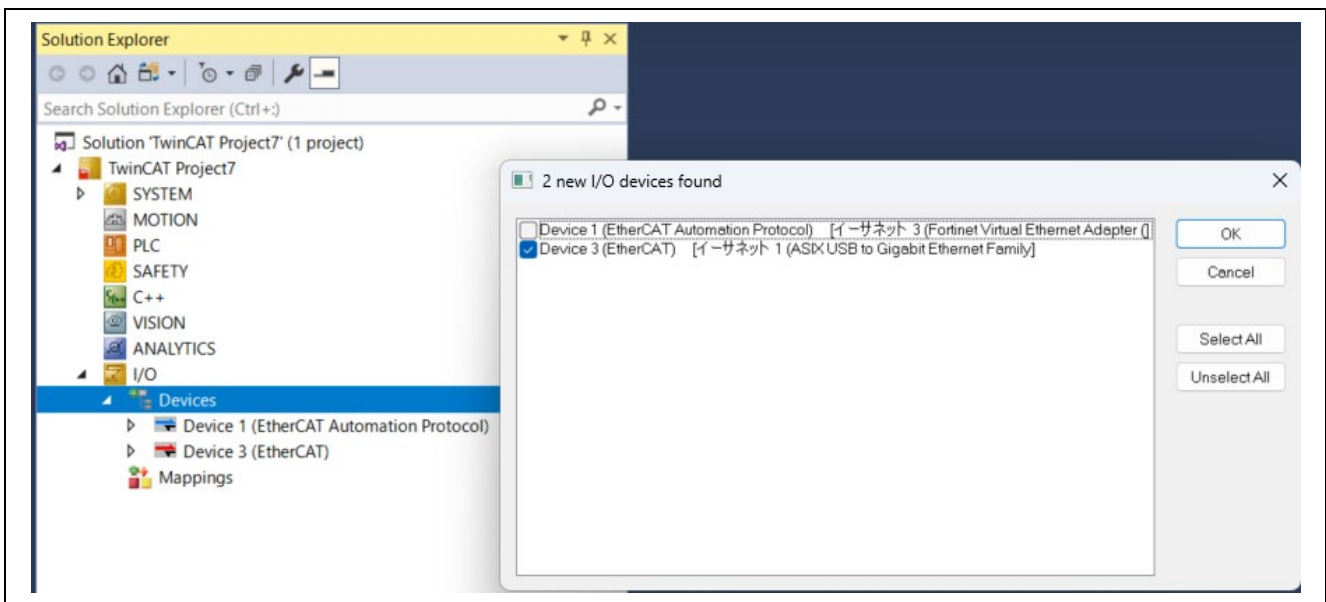 Solution Explorer
Search Solution Explorer (Ctrl+:)
Solution 'TwinCAT Project7' (1 project)
TwinCAT Project7
SYSTEM
MOTION
PLC
SAFETY
C++
VISION
ANALYTICS
I/O
Devices
Device 1 (EtherCAT Automation Protocol)
Device 3 (EtherCAT)
Mappings
2 new I/O devices found
Device 1 (EtherCAT Automation Protocol) [イーサネット 3 (Fortinet Virtual Ethernet Adapter (]
Device 3 (EtherCAT) [イーサネット 1 (ASIX USB to Gigabit Ethernet Family]
OK
Cancel
Select All
Unselect All